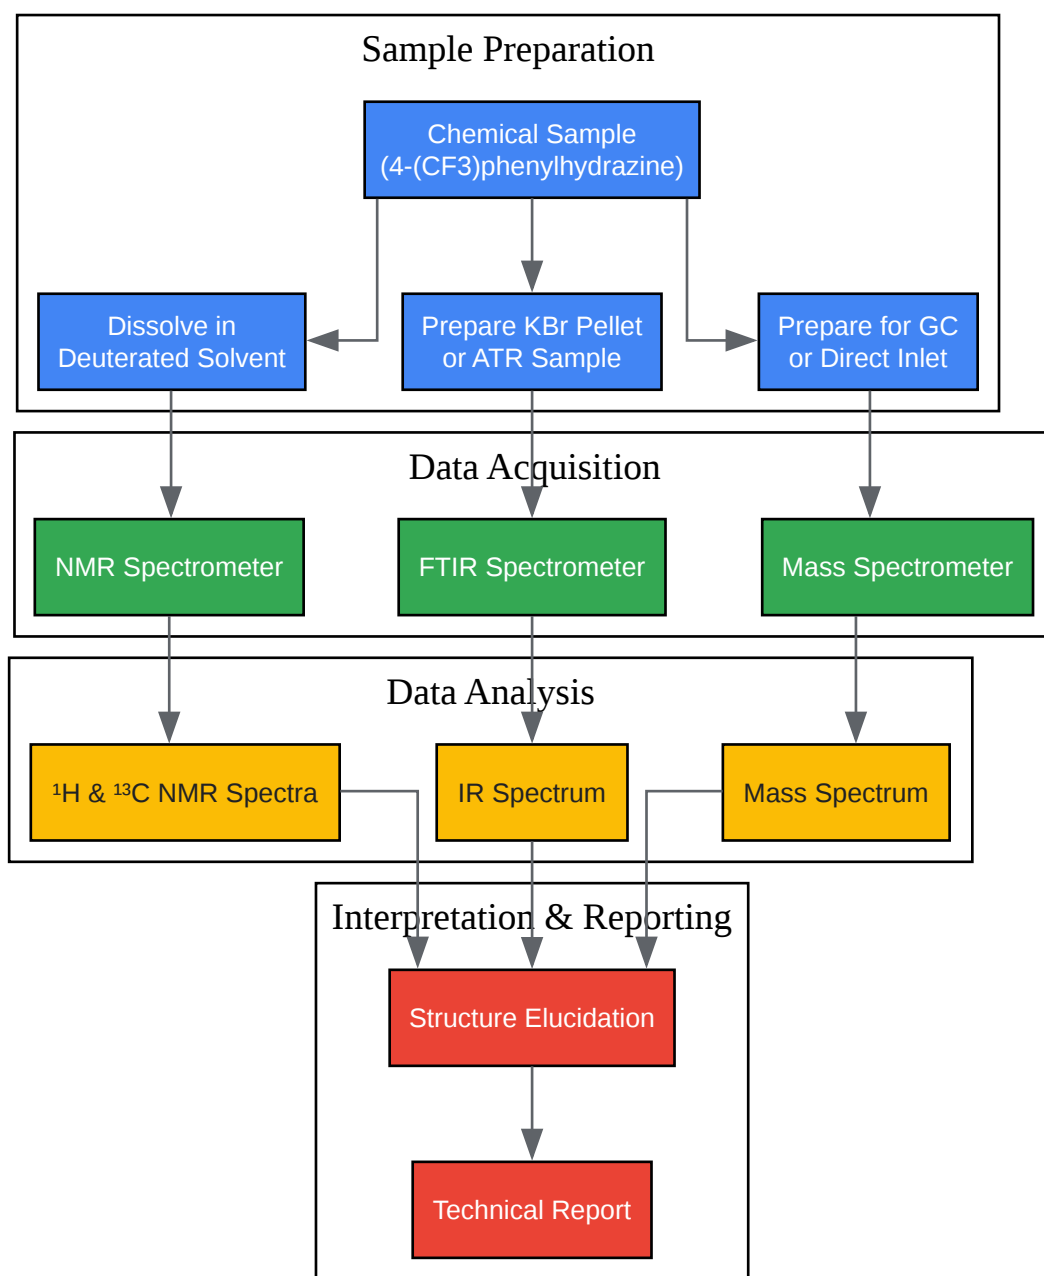 Sample Preparation
Chemical Sample
(4-(CF3)phenylhydrazine)
Dissolve in
Deuterated Solvent
Prepare KBr Pellet
or ATR Sample
Prepare for GC
or Direct Inlet
Data Acquisition
NMR Spectrometer
FTIR Spectrometer
Mass Spectrometer
Data Analysis
¹H & ¹³C NMR Spectra
IR Spectrum
Mass Spectrum
Interpretation & Reporting
Structure Elucidation
Technical Report